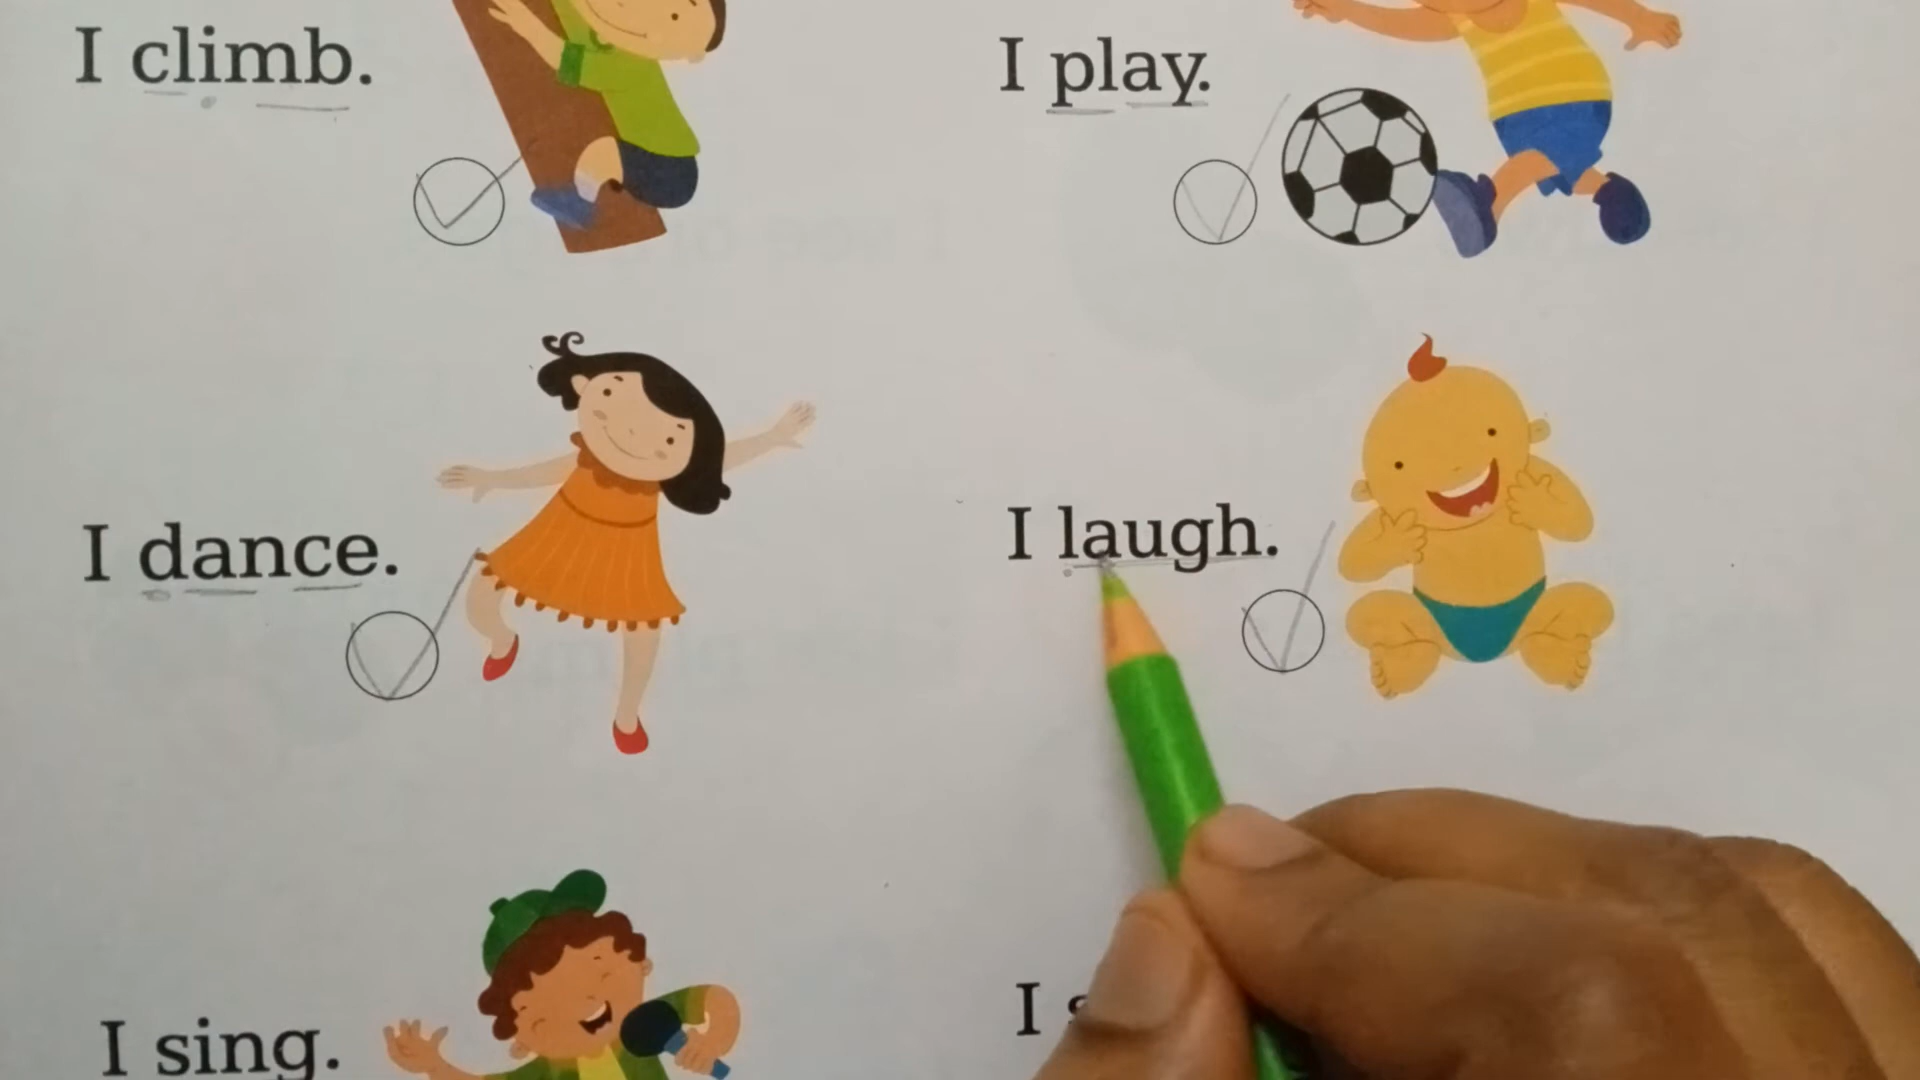 I climb.
I play.
I dance.
I laugh.
I sing.
I